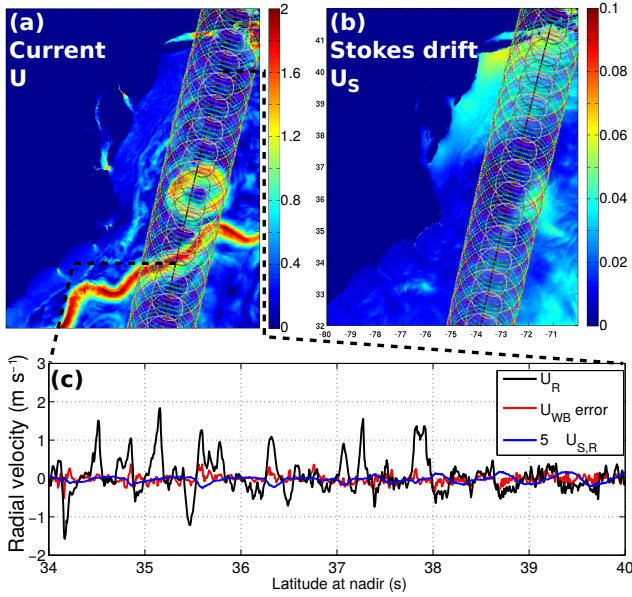 (a)
Current
U
2
1.6
1.2
0.8
0.4
0
(b)
Stokes drift
U_S
41
40
39
38
37
36
35
34
33
32
-80 -79 -78 -77 -76 -75 -74 -73 -72 -71
0.1
0.08
0.06
0.04
0.02
0
(c)
Radial velocity (m s⁻¹)
3
2
1
0
-1
-2
U_R
U_WB error
5 U_S,R
34 35 36 37 38 39 40
Latitude at nadir (s)